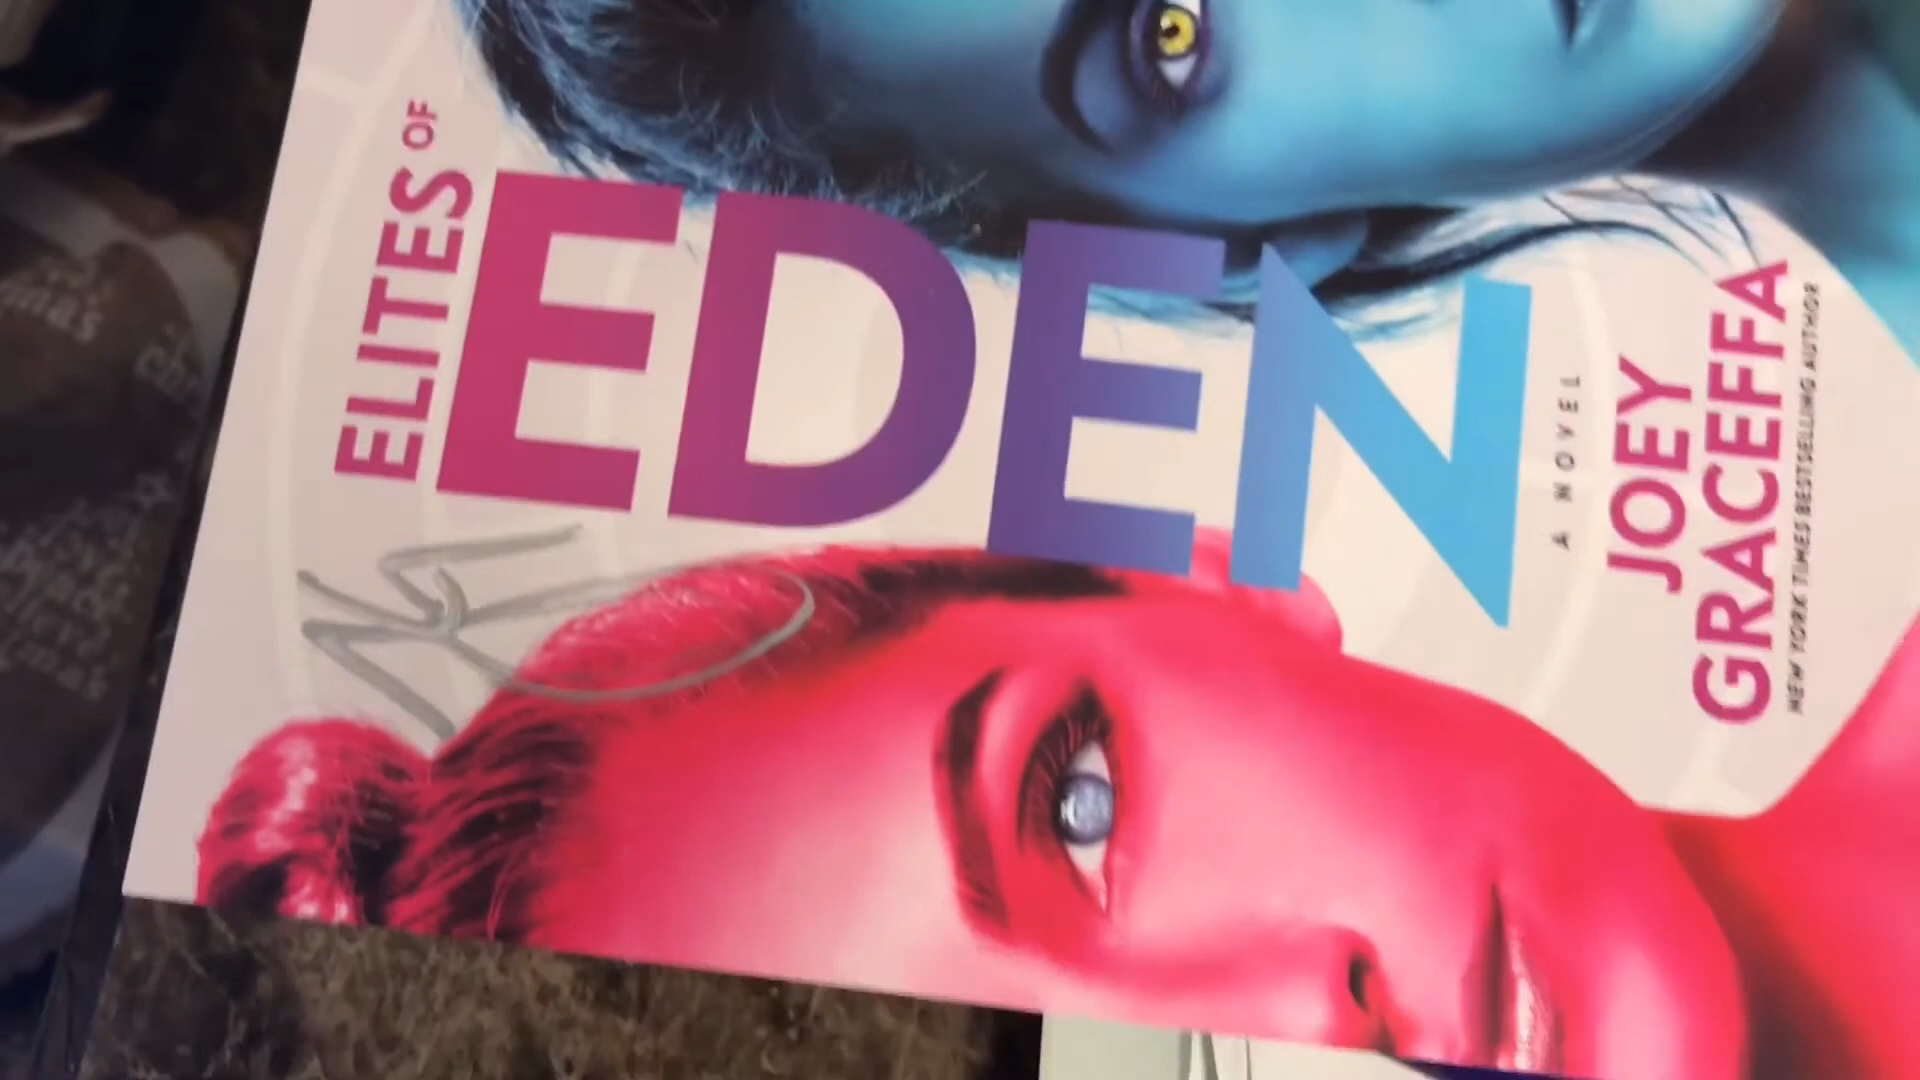 ELITES OF
EDEN
A NOVEL
JOEY
GRACEFFA
NEW YORK TIMES BESTSELLING AUTHOR